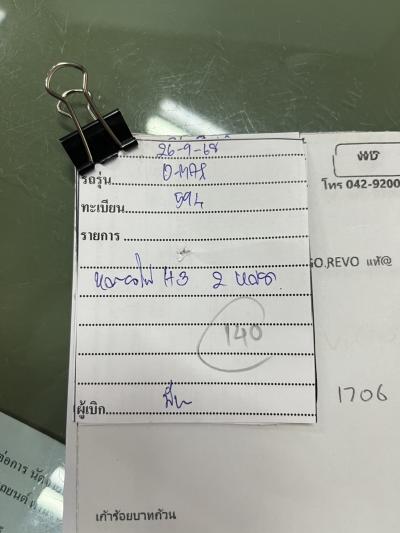 26-9-68
รถรุ่น D-MAX
ทะเบียน 594
รายการ
หลอดไฟ H3 2 หลอด.
140
ผู้เบิก
โทร 042-9200
GO.REVO แท้@
1706
เก้าร้อยบาทถ้วน